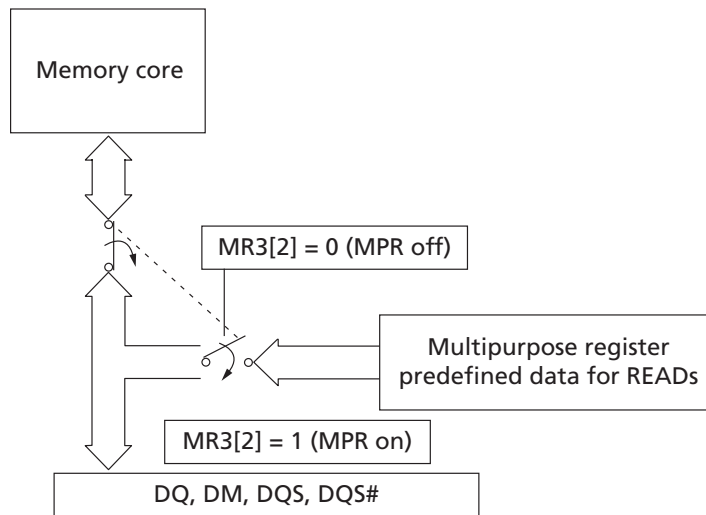 Memory core
MR3[2] = 0 (MPR off)
Multipurpose register
predefined data for READs
MR3[2] = 1 (MPR on)
DQ, DM, DQS, DQS#